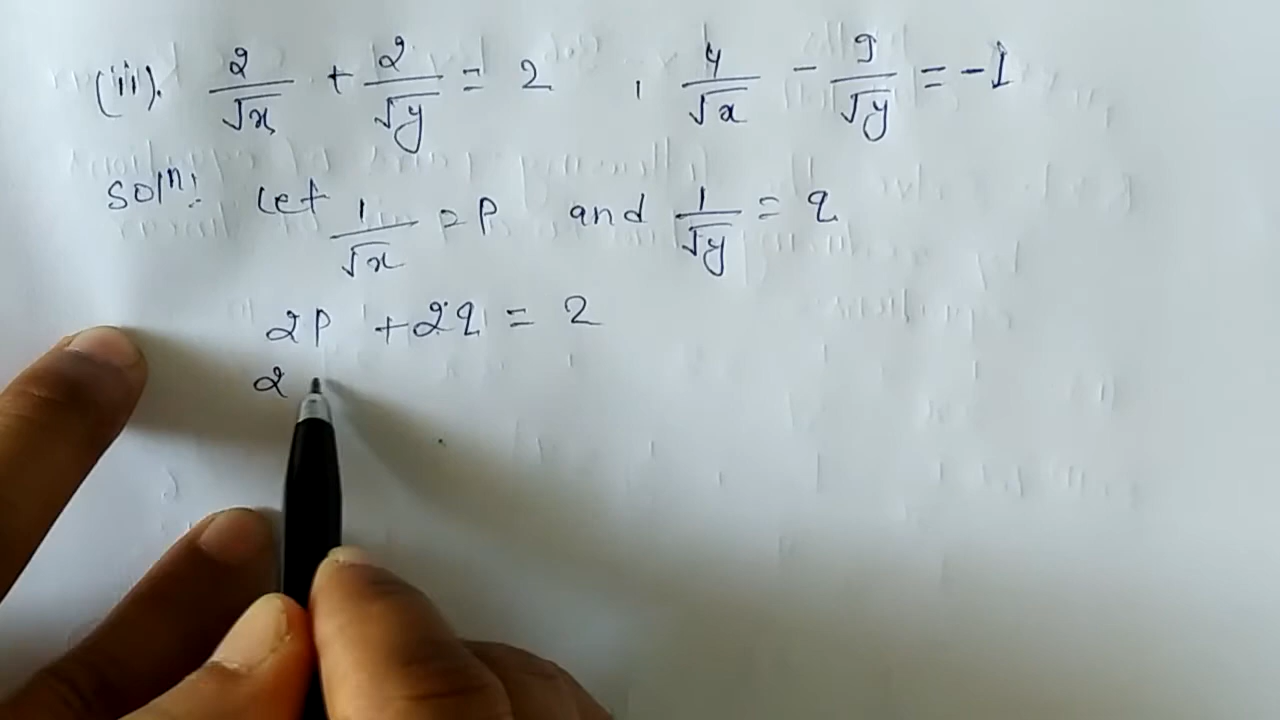 (iii). 2/√x + 2/√y = 2 , 4/√x - 9/√y = -1
Solⁿ: Let 1/√x = P and 1/√y = q
2P + 2q = 2
2